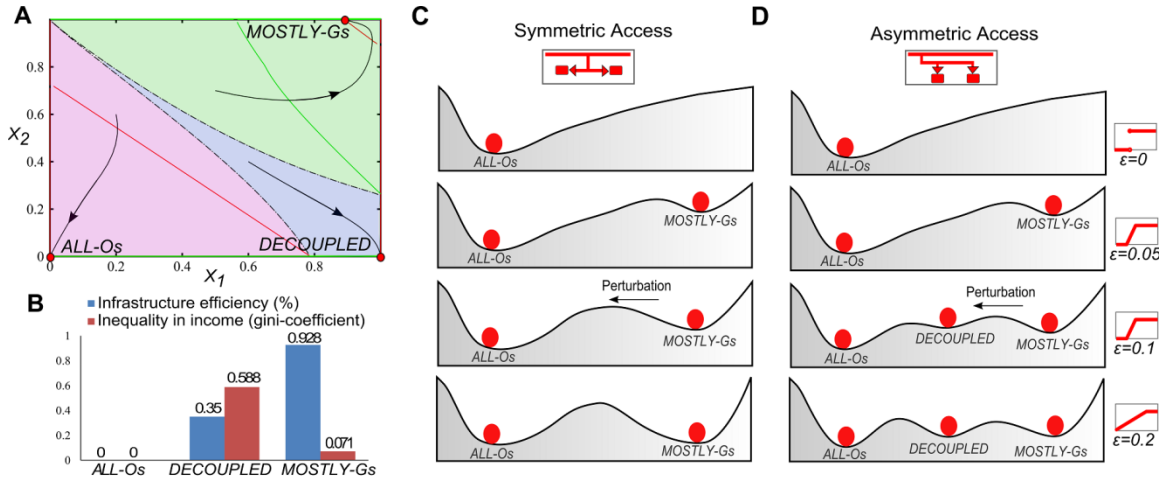 A
MOSTLY-Gs
0.8
0.6
X2
0.4
0.2
ALL-Os
DECOUPLED
0
0
0.2
0.4
0.6
0.8
X1
B
Infrastructure efficiency (%)
Inequality in income (gini-coefficient)
1
0.8
0.6
0.4
0.2
0
0
0
0.35
0.588
0.928
0.071
ALL-Os
DECOUPLED
MOSTLY-Gs
C
Symmetric Access
ALL-Os
ALL-Os
MOSTLY-Gs
Perturbation
ALL-Os
MOSTLY-Gs
ALL-Os
MOSTLY-Gs
D
Asymmetric Access
ALL-Os
ε=0
ALL-Os
MOSTLY-Gs
ε=0.05
Perturbation
ALL-Os
DECOUPLED
MOSTLY-Gs
ε=0.1
ALL-Os
DECOUPLED
MOSTLY-Gs
ε=0.2